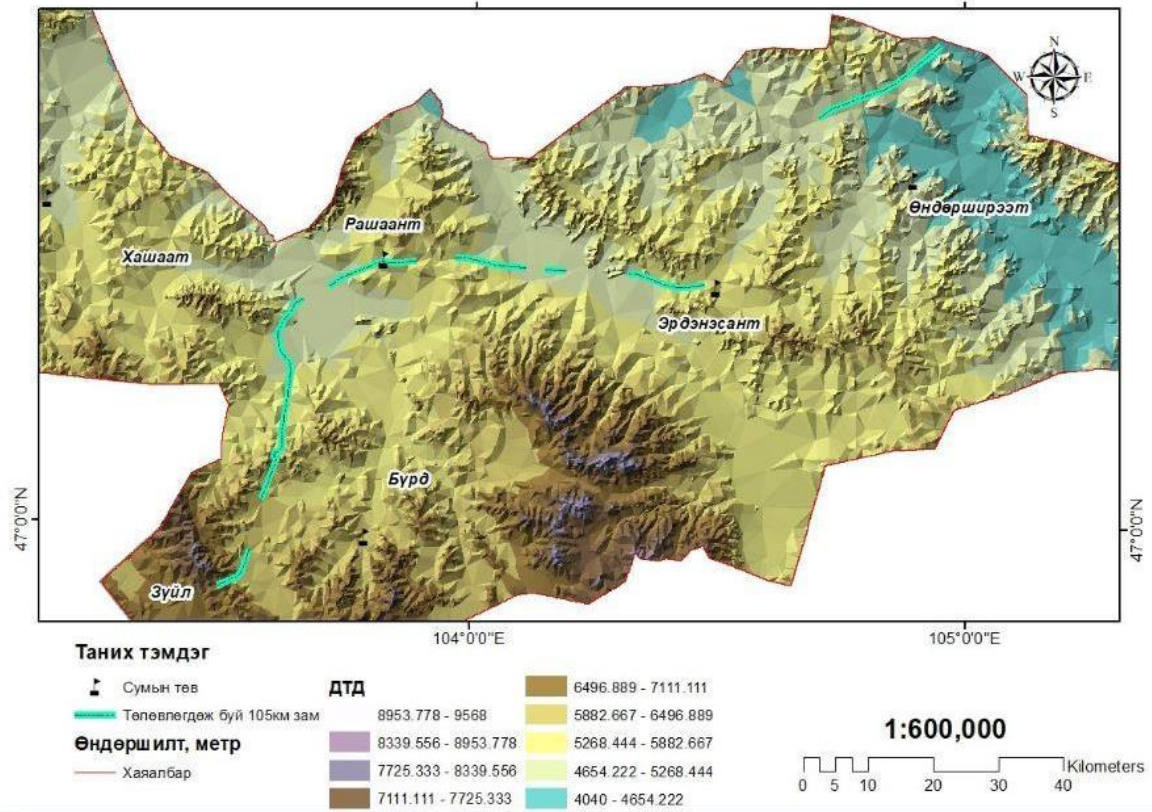 N
W E
S
Өндөрширээт
Рашаант
Хашаат
Эрдэнэсант
Бүрд
Зүйл
47°0'0"N
47°0'0"N
104°0'0"E
105°0'0"E
Таних тэмдэг
Сумын төв
Төлөвлөгдөж буй 105км зам
Өндөршилт, метр
Хаяалбар
ДТД
8953.778 - 9568
8339.556 - 8953.778
7725.333 - 8339.556
7111.111 - 7725.333
6496.889 - 7111.111
5882.667 - 6496.889
5268.444 - 5882.667
4654.222 - 5268.444
4040 - 4654.222
1:600,000
Kilometers
0 5 10 20 30 40